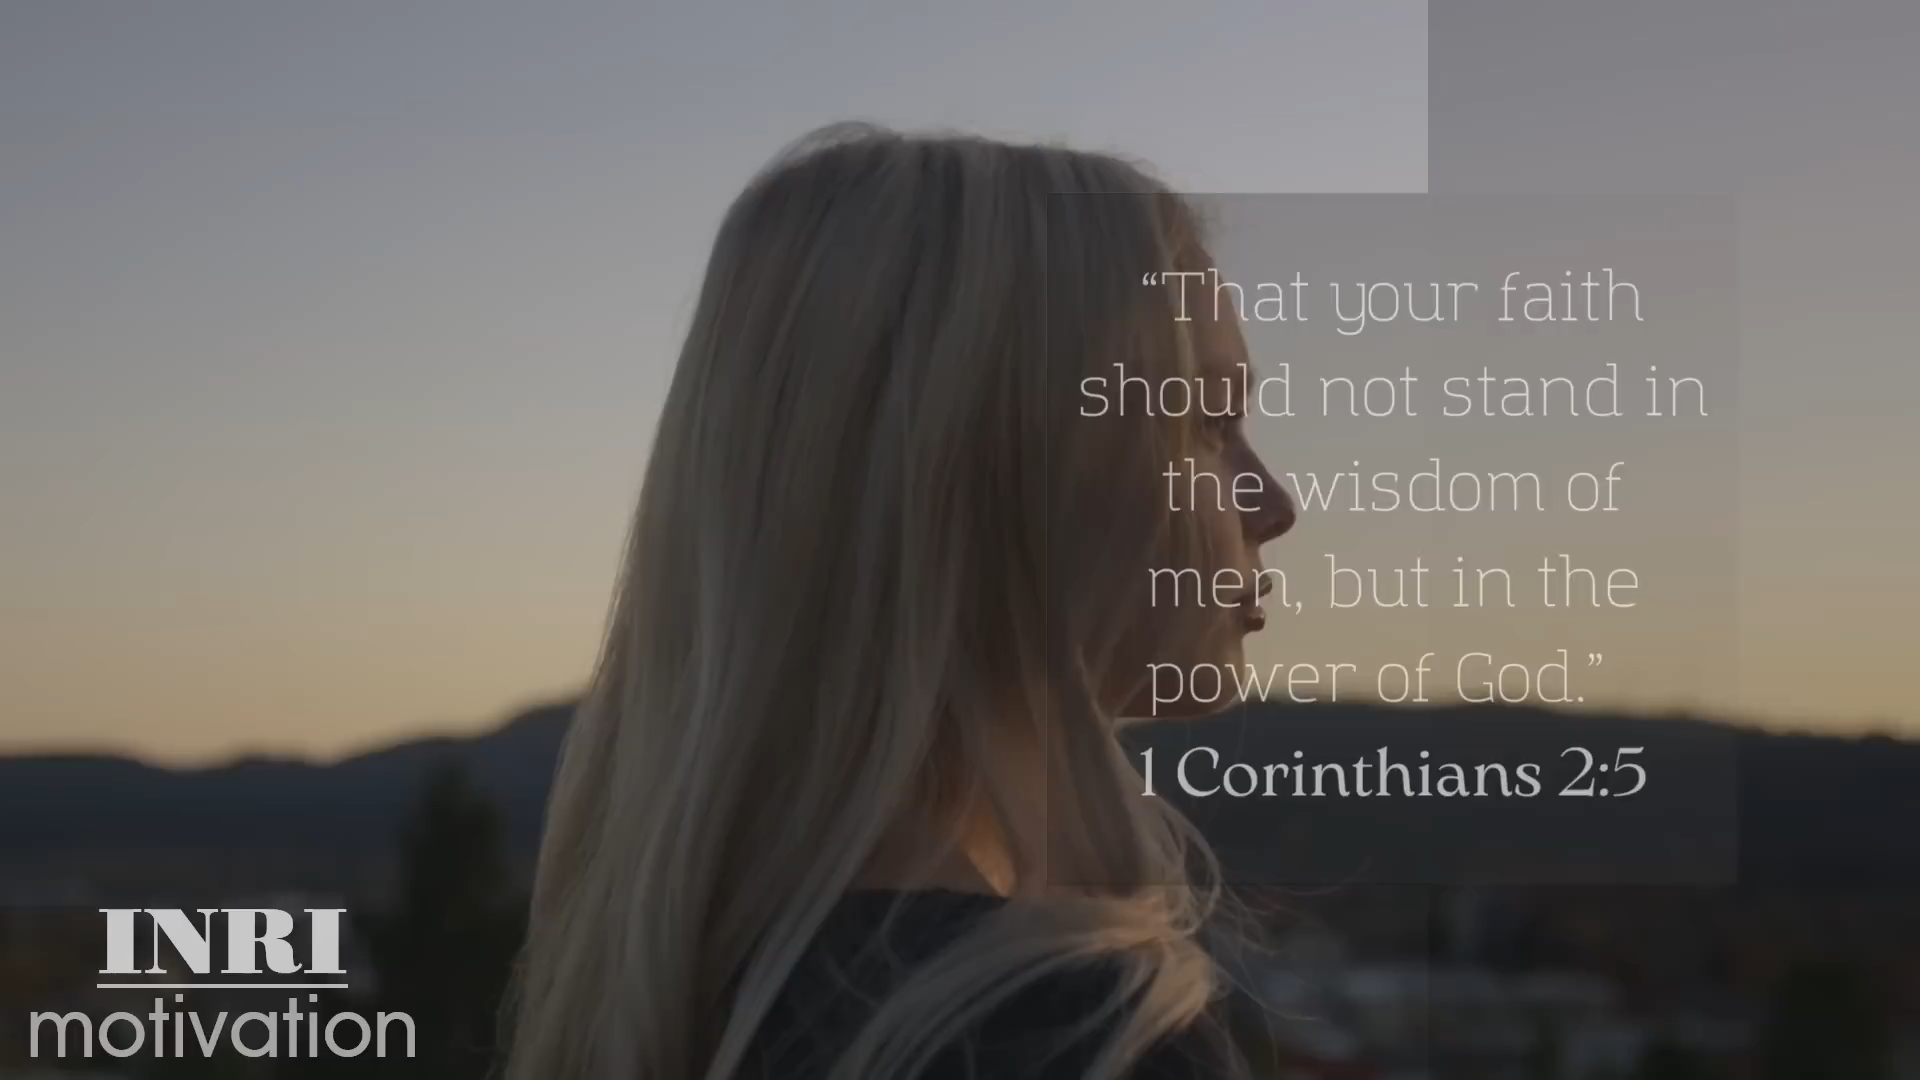 “That your faith
should not stand in
the wisdom of
men, but in the
power of God.”
1 Corinthians 2:5
INRI
motivation